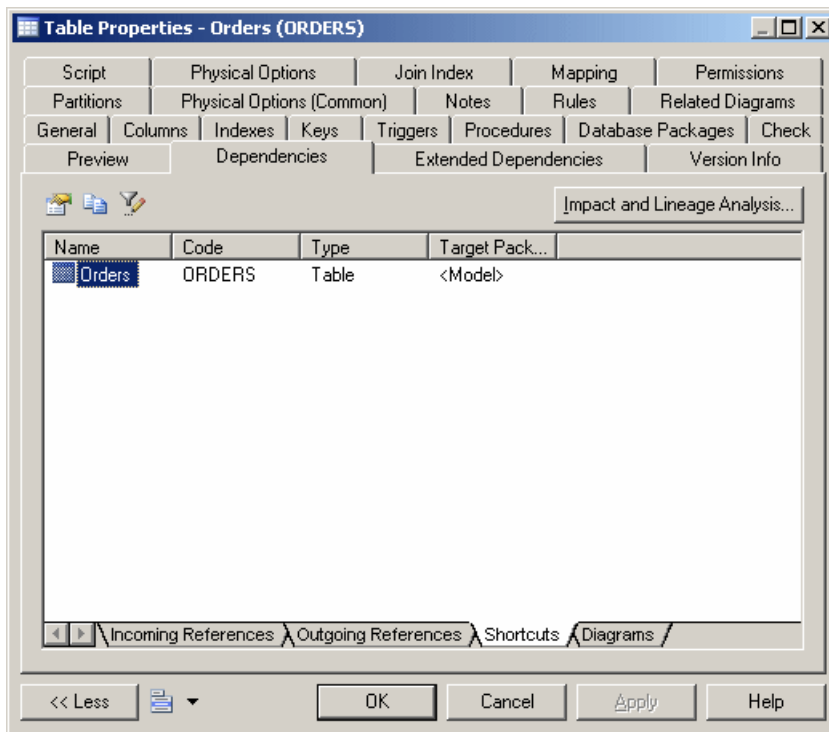 Table Properties - Orders (ORDERS)
Script Physical Options Join Index Mapping Permissions
Partitions Physical Options (Common) Notes Rules Related Diagrams
General Columns Indexes Keys Triggers Procedures Database Packages Check
Preview Dependencies Extended Dependencies Version Info
Impact and Lineage Analysis...
Name Code Type Target Pack...
Orders ORDERS Table <Model>
Incoming References Outgoing References Shortcuts Diagrams
<< Less OK Cancel Apply Help